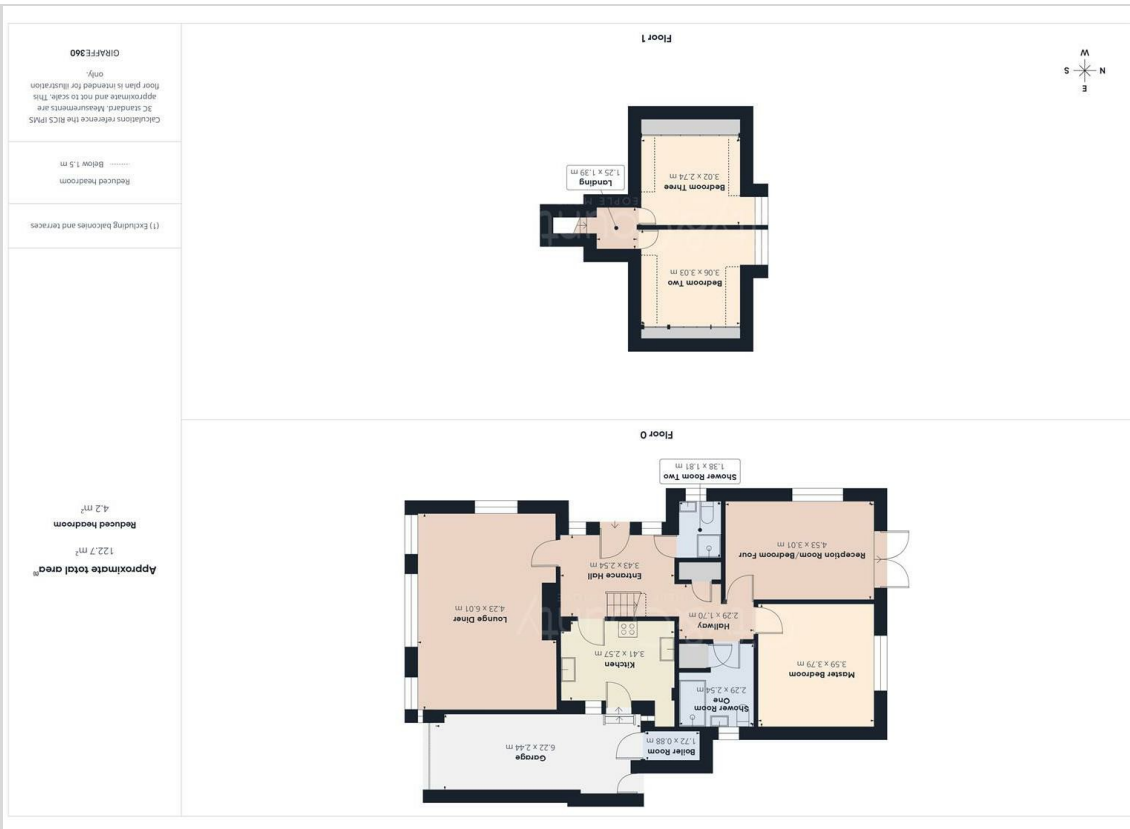 Garage
6.22 x 2.44 m
Boiler Room
1.72 x 0.88 m
Shower Room
One
2.29 x 2.54 m
Master Bedroom
3.59 x 3.79 m
Kitchen
3.41 x 2.57 m
Hallway
2.29 x 1.70 m
Lounge Diner
4.23 x 6.01 m
Entrance Hall
3.43 x 2.54 m
Reception Room/Bedroom Four
4.53 x 3.01 m
Shower Room Two
1.38 x 1.81 m
Floor 0
Bedroom Two
3.06 x 3.03 m
Bedroom Three
3.02 x 2.74 m
Landing
1.25 x 1.39 m
E
N
S
W
Floor 1
Approximate total area(1)
122.7 m²
Reduced headroom
4.2 m²
(1) Excluding balconies and terraces
Reduced headroom
Below 1.5 m
Calculations reference the RICS IPMS
3C standard. Measurements are
approximate and not to scale. This
floor plan is intended for illustration
only.
GIRAFFE360